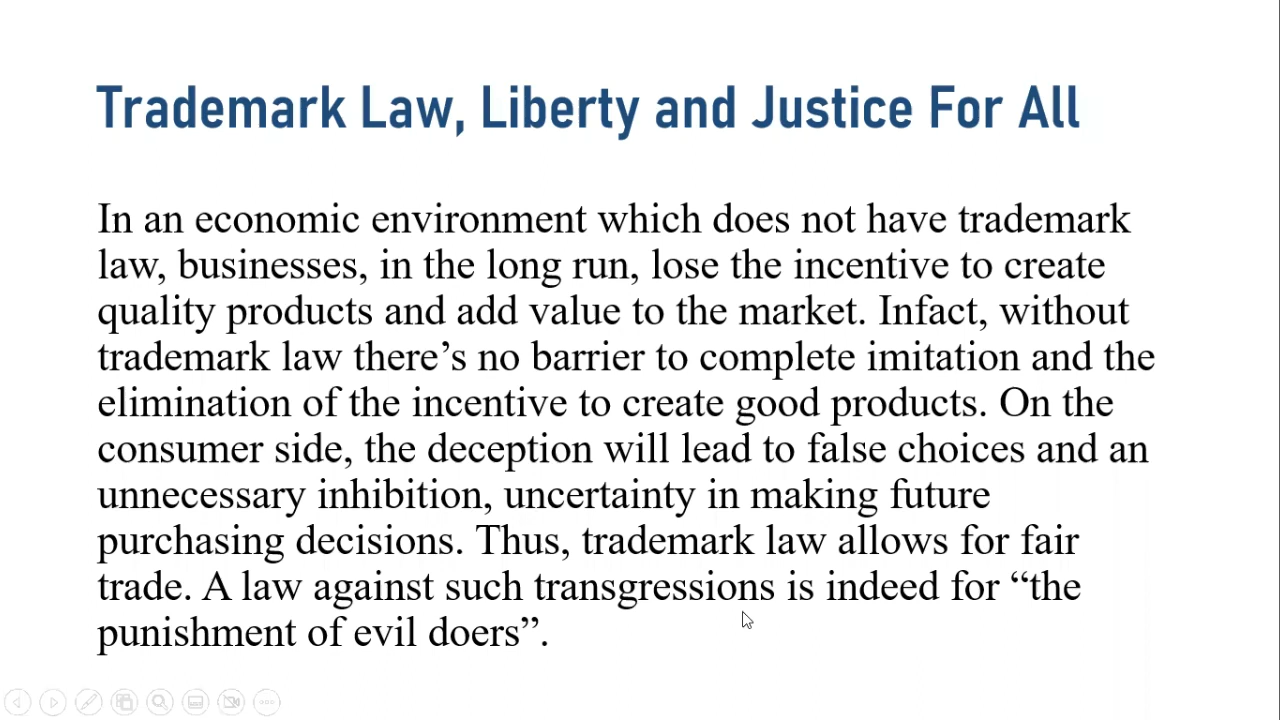 Trademark Law, Liberty and Justice For All
In an economic environment which does not have trademark
law, businesses, in the long run, lose the incentive to create
quality products and add value to the market. Infact, without
trademark law there’s no barrier to complete imitation and the
elimination of the incentive to create good products. On the
consumer side, the deception will lead to false choices and an
unnecessary inhibition, uncertainty in making future
purchasing decisions. Thus, trademark law allows for fair
trade. A law against such transgressions is indeed for “the
punishment of evil doers”.